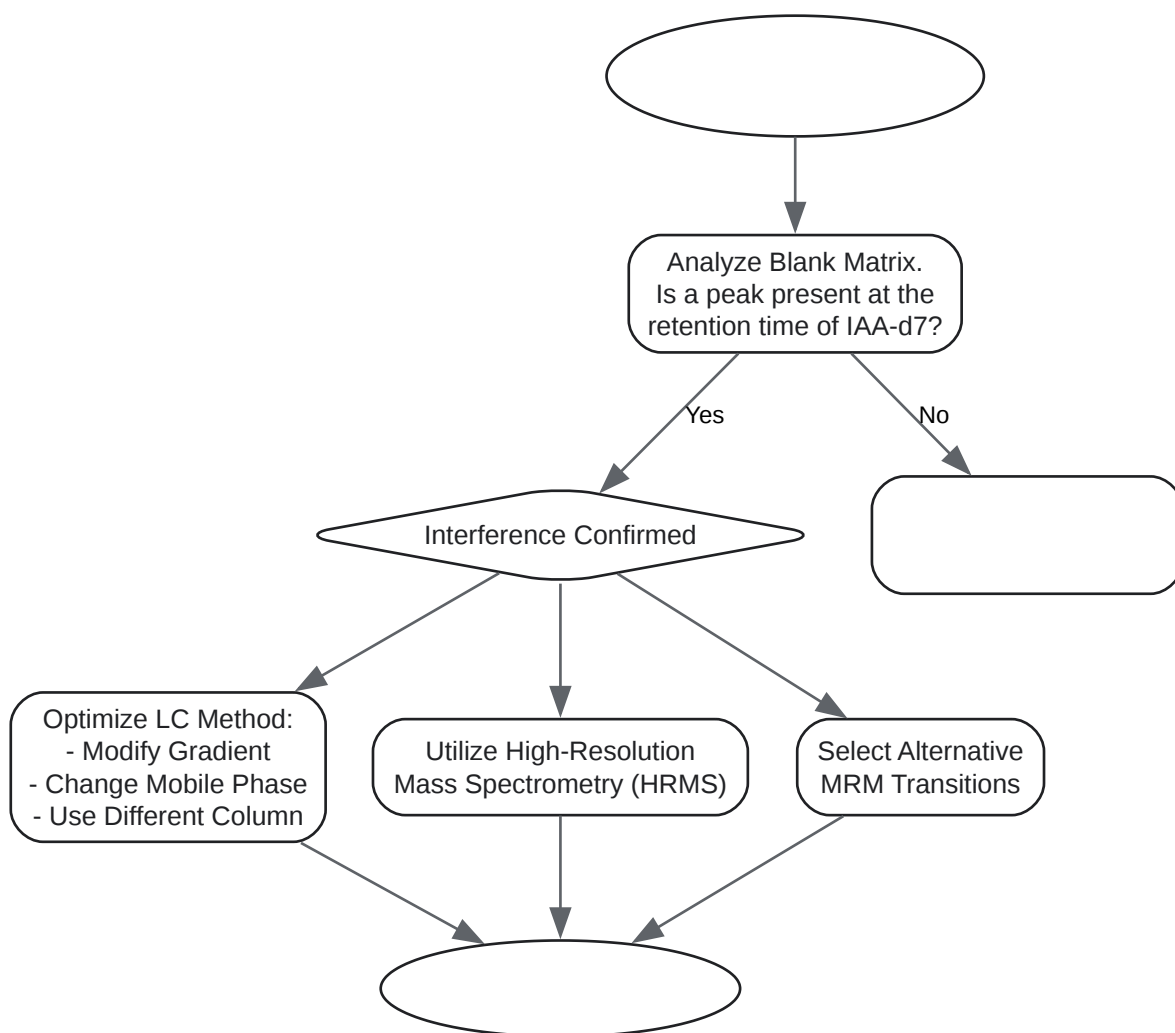 Analyze Blank Matrix.
Is a peak present at the
retention time of IAA-d7?
Yes
No
Interference Confirmed
Optimize LC Method:
- Modify Gradient
- Change Mobile Phase
- Use Different Column
Utilize High-Resolution
Mass Spectrometry (HRMS)
Select Alternative
MRM Transitions